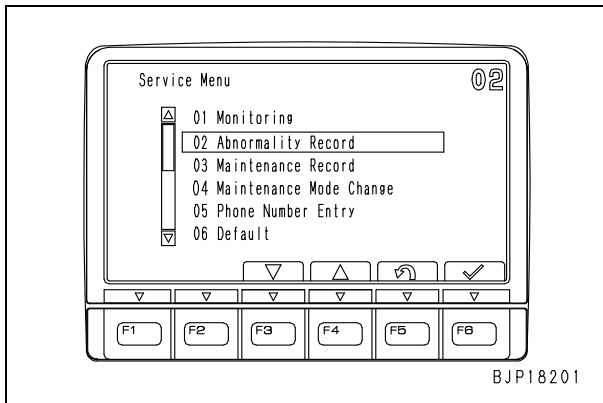 Service Menu 02
01 Monitoring
02 Abnormality Record
03 Maintenance Record
04 Maintenance Mode Change
05 Phone Number Entry
06 Default
F1 F2 F3 F4 F5 F6
BJP18201